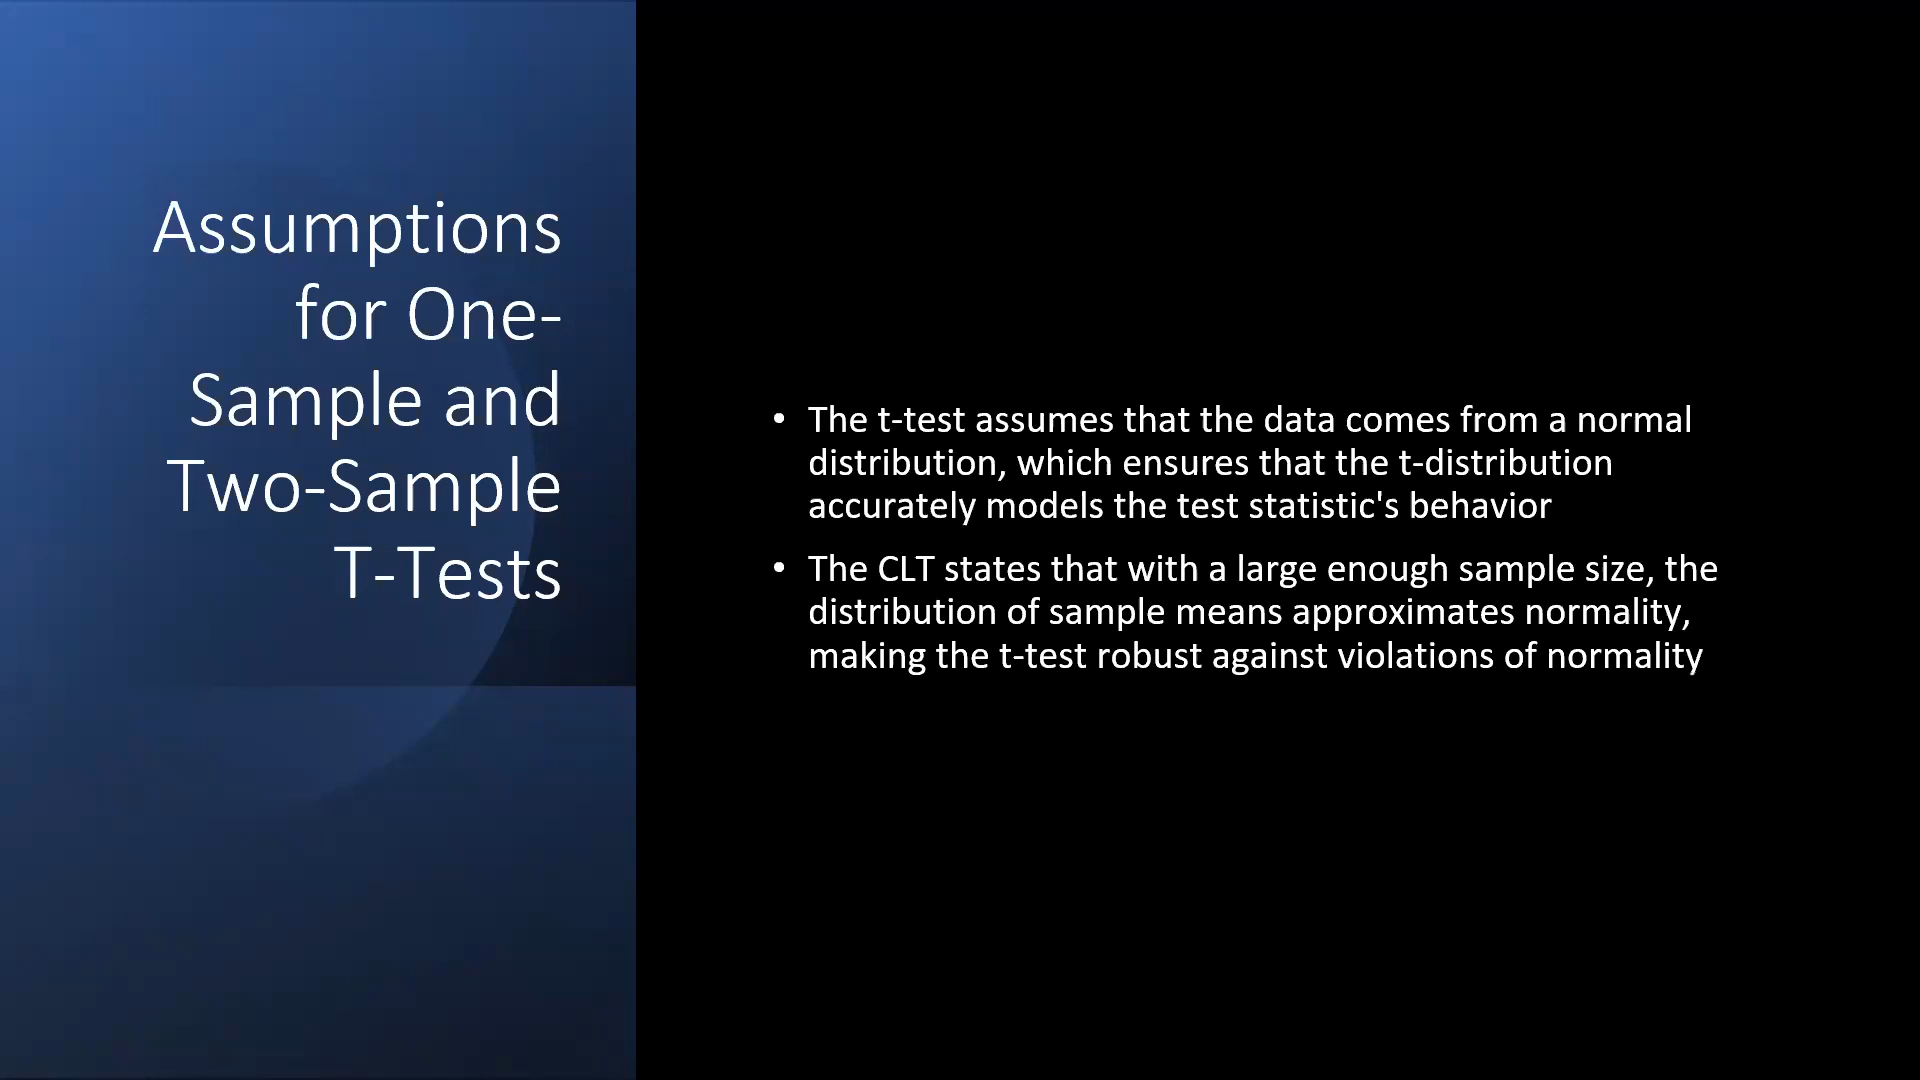 Assumptions
for One-
Sample and
Two-Sample
T-Tests
• The t-test assumes that the data comes from a normal
distribution, which ensures that the t-distribution
accurately models the test statistic's behavior
• The CLT states that with a large enough sample size, the
distribution of sample means approximates normality,
making the t-test robust against violations of normality